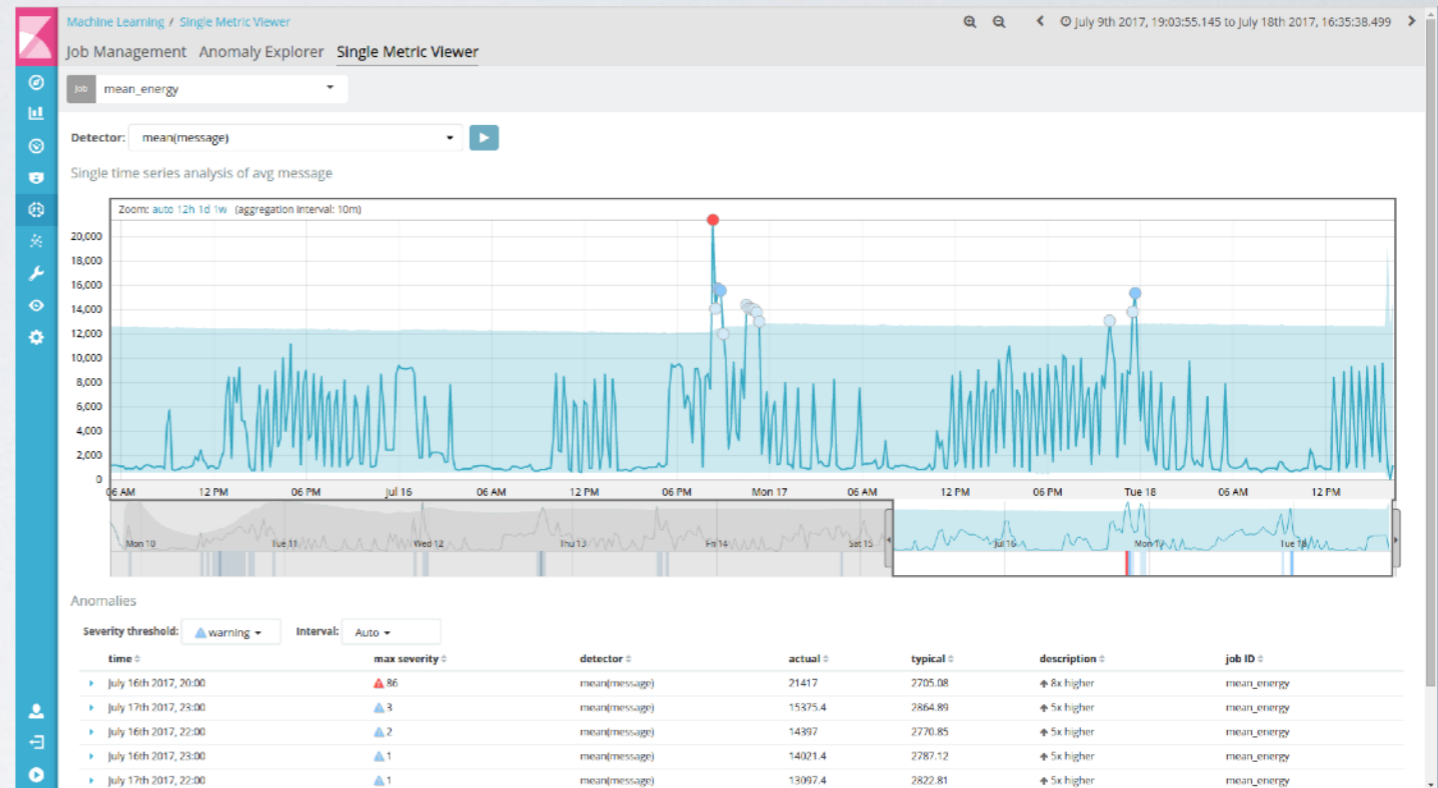 Machine Learning / Single Metric Viewer July 9th 2017, 19:03:55.145 to July 18th 2017, 16:35:38.499
Job Management Anomaly Explorer Single Metric Viewer
Job mean_energy
Detector: mean(message)
Single time series analysis of avg message
Zoom: auto 12h 1d 1w (aggregation interval: 10m)
20,000
18,000
16,000
14,000
12,000
10,000
8,000
6,000
4,000
2,000
0
06 AM 12 PM 06 PM Jul 16 06 AM 12 PM 06 PM Mon 17 06 AM 12 PM 06 PM Tue 18 06 AM 12 PM
Mon 10 Tue 11 Wed 12 Thu 13 Fri 14 Sat 15 Jul 16 Mon 17 Tue 18
Anomalies
Severity threshold: warning Interval: Auto
time max severity detector actual typical description job ID
July 16th 2017, 20:00 86 mean(message) 21417 2705.08 8x higher mean_energy
July 17th 2017, 23:00 3 mean(message) 15375.4 2864.89 5x higher mean_energy
July 16th 2017, 22:00 2 mean(message) 14397 2770.85 5x higher mean_energy
July 16th 2017, 23:00 1 mean(message) 14021.4 2787.12 5x higher mean_energy
July 17th 2017, 22:00 1 mean(message) 13097.4 2822.81 5x higher mean_energy